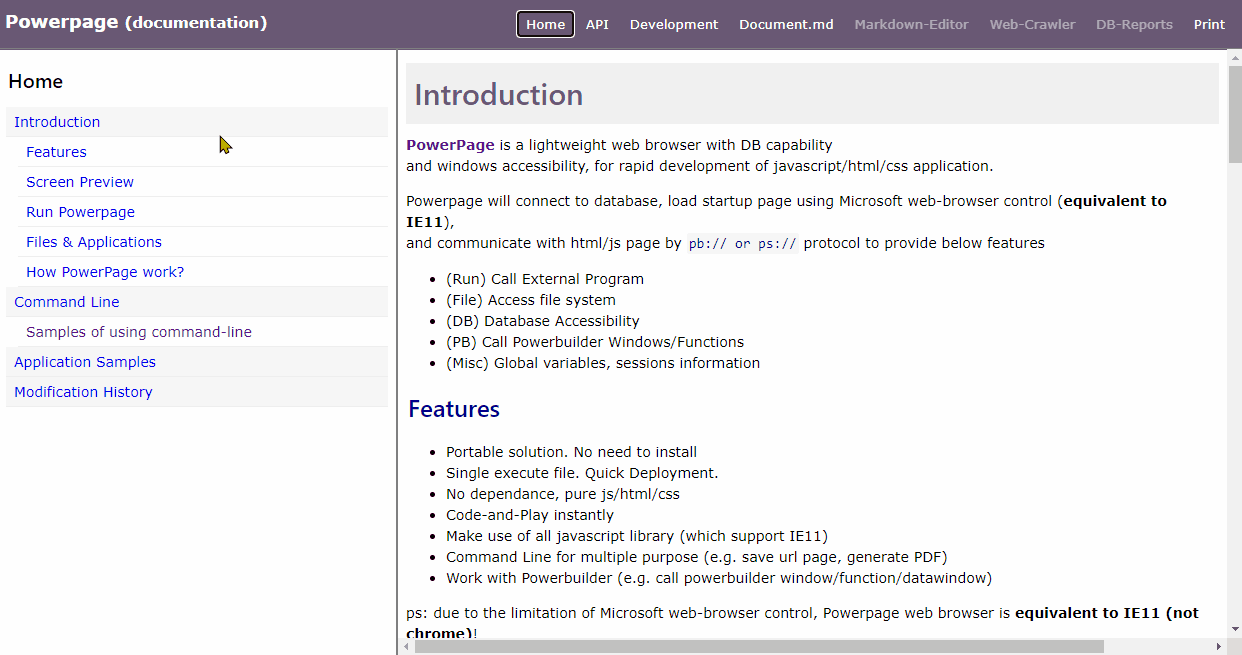 Powerpage (documentation)
Home API Development Document.md Markdown-Editor Web-Crawler DB-Reports Print
Home
Introduction
Features
Screen Preview
Run Powerpage
Files & Applications
How PowerPage work?
Command Line
Samples of using command-line
Application Samples
Modification History
Introduction
PowerPage is a lightweight web browser with DB capability
and windows accessibility, for rapid development of javascript/html/css application.
Powerpage will connect to database, load startup page using Microsoft web-browser control (equivalent to
IE11),
and communicate with html/js page by pb:// or ps:// protocol to provide below features
(Run) Call External Program
(File) Access file system
(DB) Database Accessibility
(PB) Call Powerbuilder Windows/Functions
(Misc) Global variables, sessions information
Features
Portable solution. No need to install
Single execute file. Quick Deployment.
No dependance, pure js/html/css
Code-and-Play instantly
Make use of all javascript library (which support IE11)
Command Line for multiple purpose (e.g. save url page, generate PDF)
Work with Powerbuilder (e.g. call powerbuilder window/function/datawindow)
ps: due to the limitation of Microsoft web-browser control, Powerpage web browser is equivalent to IE11 (not
chrome)!